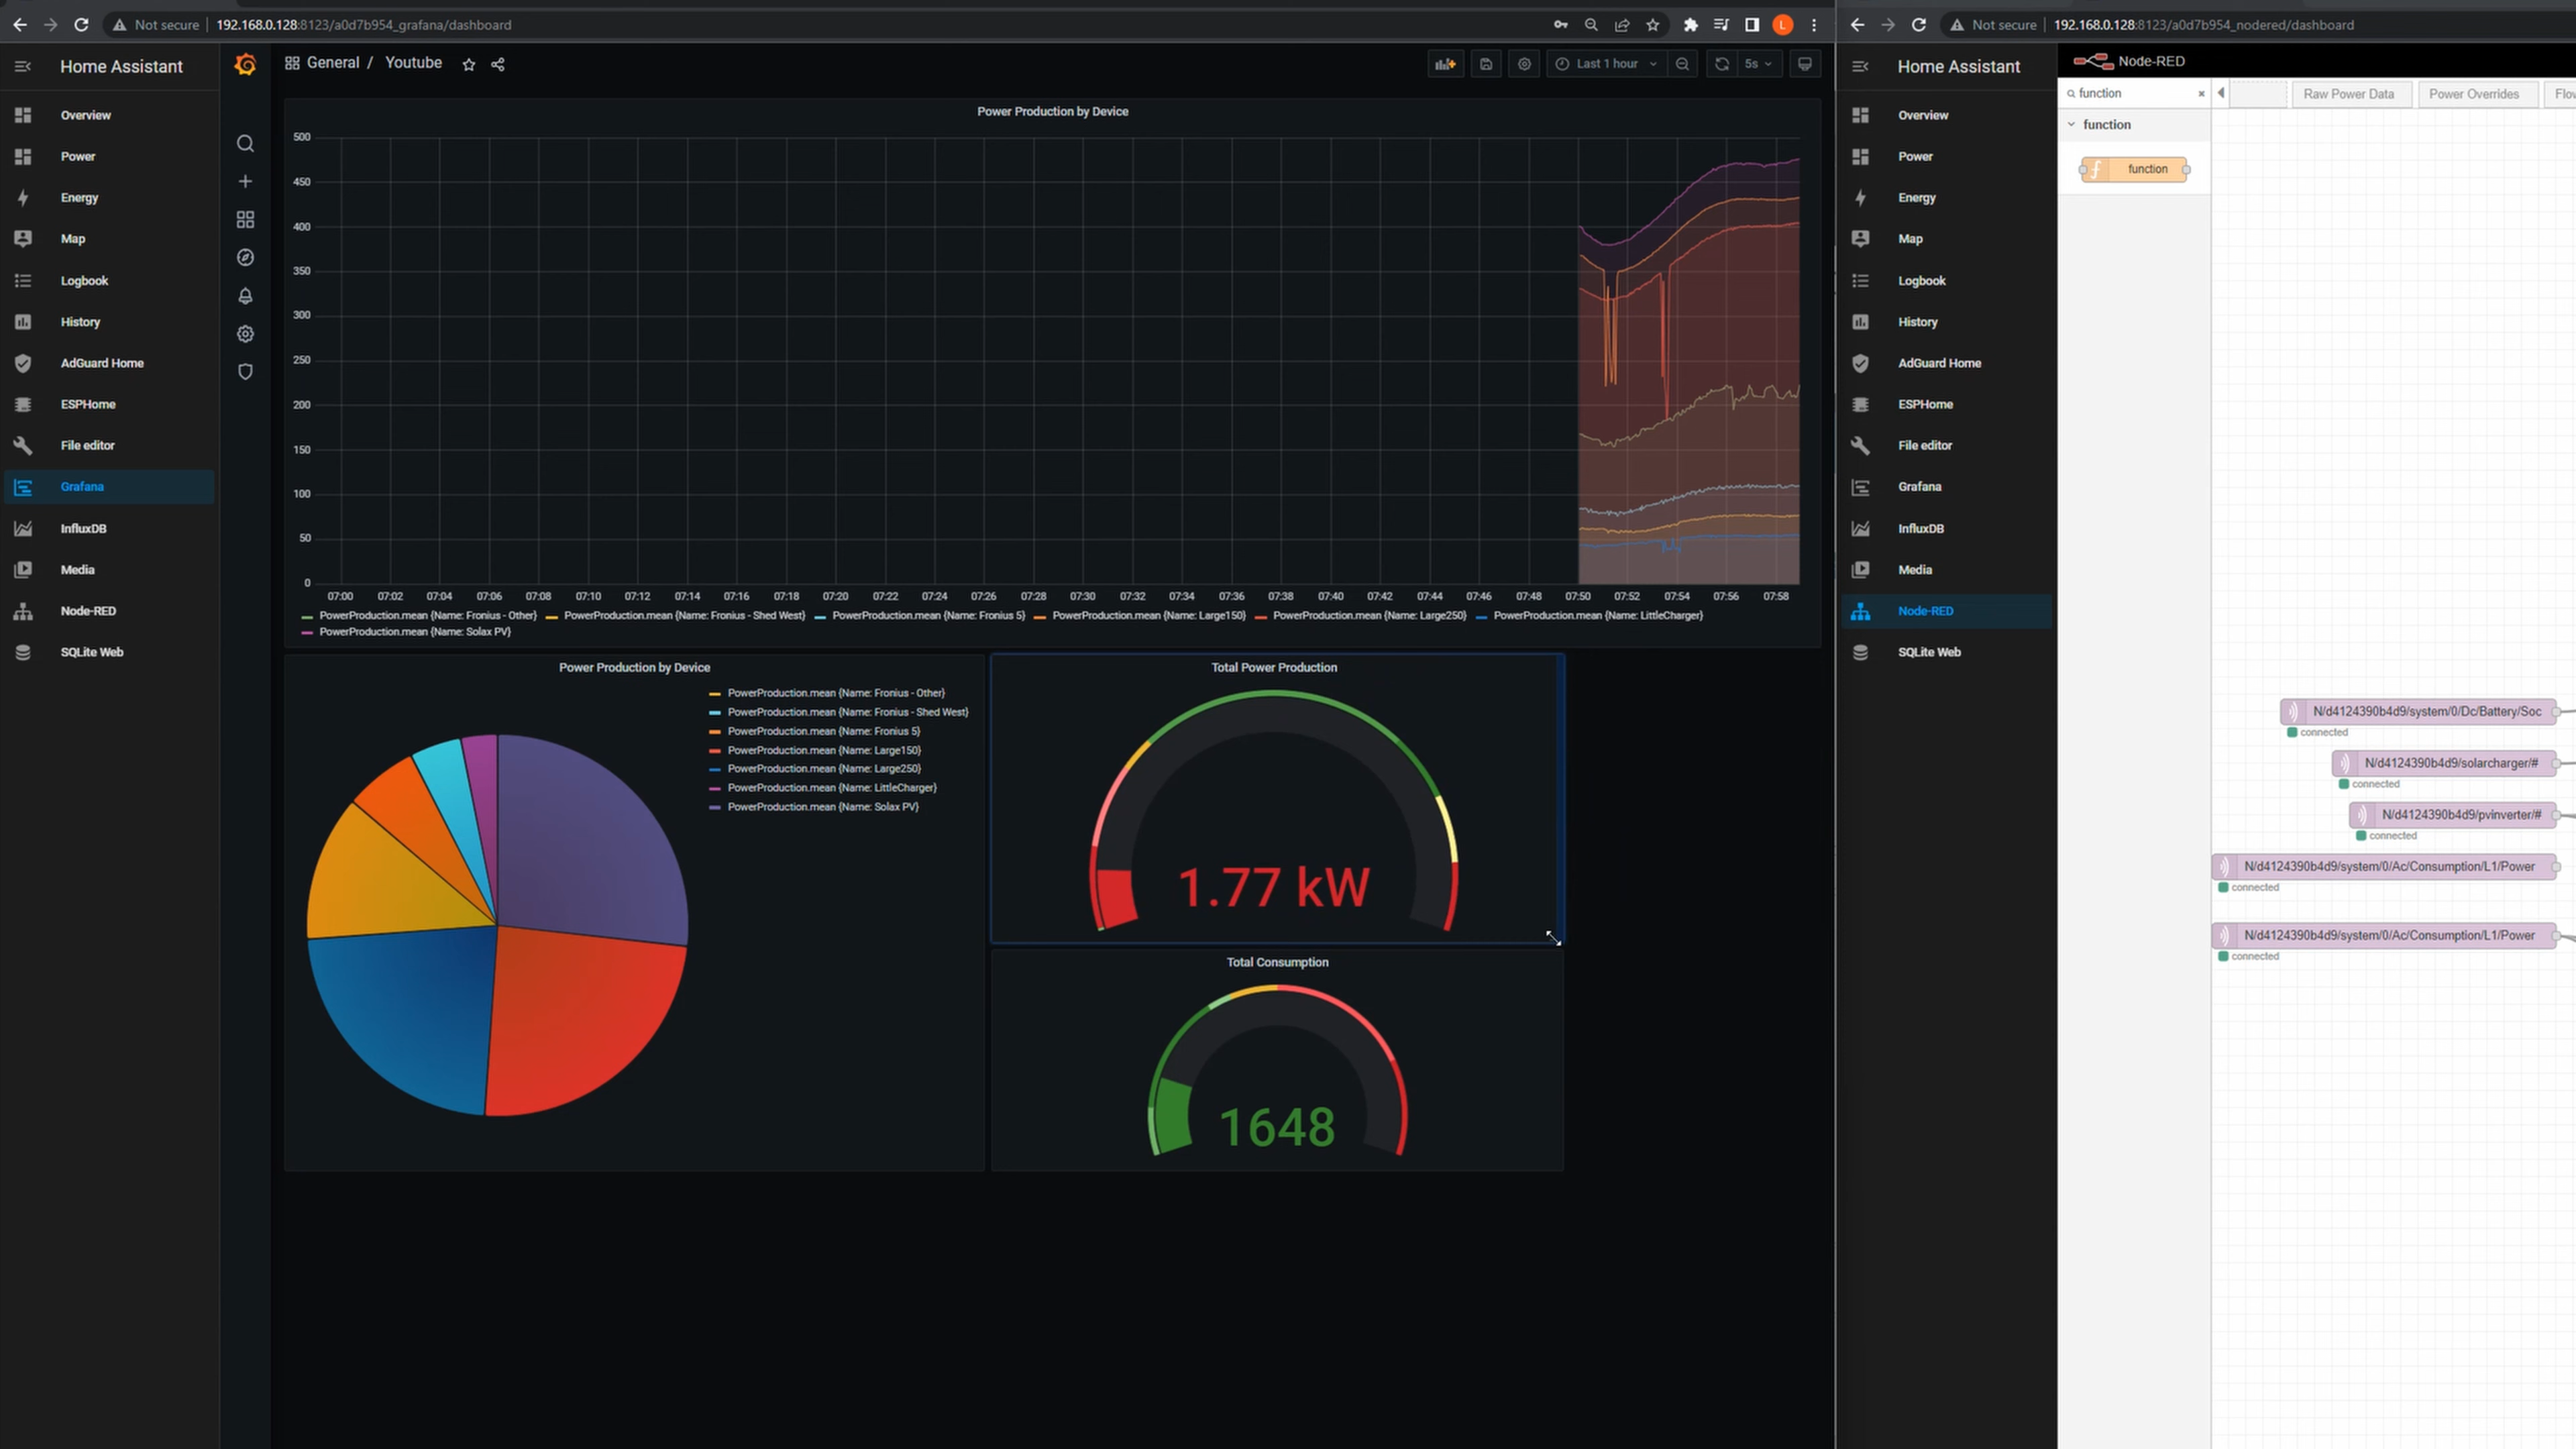 Not secure | 192.168.0.128:8123/a0d7b954_grafana/dashboard
L
Home Assistant
Overview
Power
Energy
Map
Logbook
History
AdGuard Home
ESPHome
File editor
Grafana
InfluxDB
Media
Node-RED
SQLite Web
General / Youtube
Last 1 hour
5s
Power Production by Device
500
450
400
350
300
250
200
150
100
50
0
07:00 07:02 07:04 07:06 07:08 07:10 07:12 07:14 07:16 07:18 07:20 07:22 07:24 07:26 07:28 07:30 07:32 07:34 07:36 07:38 07:40 07:42 07:44 07:46 07:48 07:50 07:52 07:54 07:56 07:58
PowerProduction.mean {Name: Fronius - Other} PowerProduction.mean {Name: Fronius - Shed West} PowerProduction.mean {Name: Fronius 5} PowerProduction.mean {Name: Large150} PowerProduction.mean {Name: Large250} PowerProduction.mean {Name: LittleCharger}
PowerProduction.mean {Name: Solax PV}
Power Production by Device
PowerProduction.mean {Name: Fronius - Other}
PowerProduction.mean {Name: Fronius - Shed West}
PowerProduction.mean {Name: Fronius 5}
PowerProduction.mean {Name: Large150}
PowerProduction.mean {Name: Large250}
PowerProduction.mean {Name: LittleCharger}
PowerProduction.mean {Name: Solax PV}
Total Power Production
1.77 kW
Total Consumption
1648
Not secure | 192.168.0.128:8123/a0d7b954_nodered/dashboard
Home Assistant
Overview
Power
Energy
Map
Logbook
History
AdGuard Home
ESPHome
File editor
Grafana
InfluxDB
Media
Node-RED
SQLite Web
Node-RED
function
Raw Power Data
Power Overrides
Flow
function
function
N/d4124390b4d9/system/0/Dc/Battery/Soc
connected
N/d4124390b4d9/solarcharger/#
connected
N/d4124390b4d9/pvinverter/#
connected
N/d4124390b4d9/system/0/Ac/Consumption/L1/Power
connected
N/d4124390b4d9/system/0/Ac/Consumption/L1/Power
connected